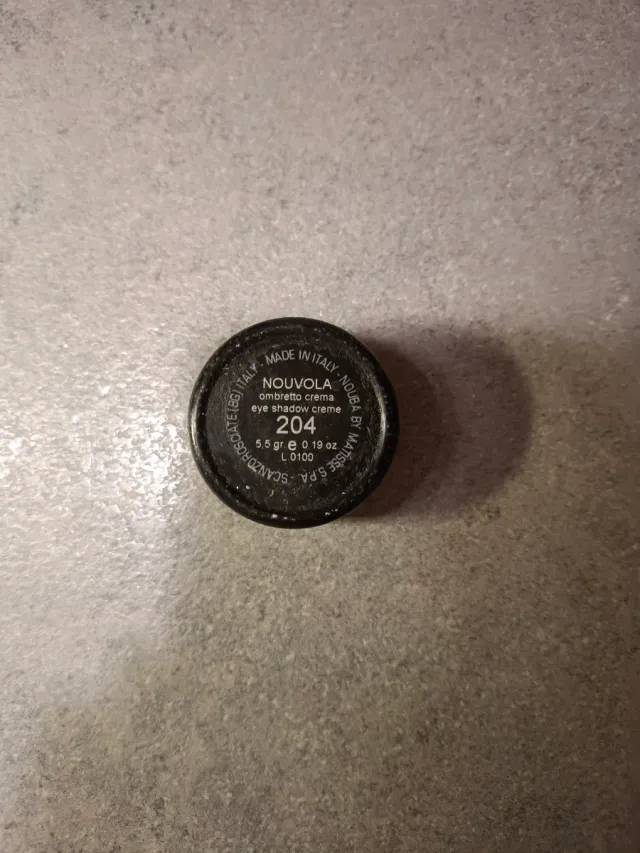 NOUBA BY MATISSE S.P.A. - SCANZOROSCIATE (BG) ITALY - MADE IN ITALY -
NOUVOLA
ombretto crema
eye shadow creme
204
5,5 gr e 0.19 oz.
L 0100